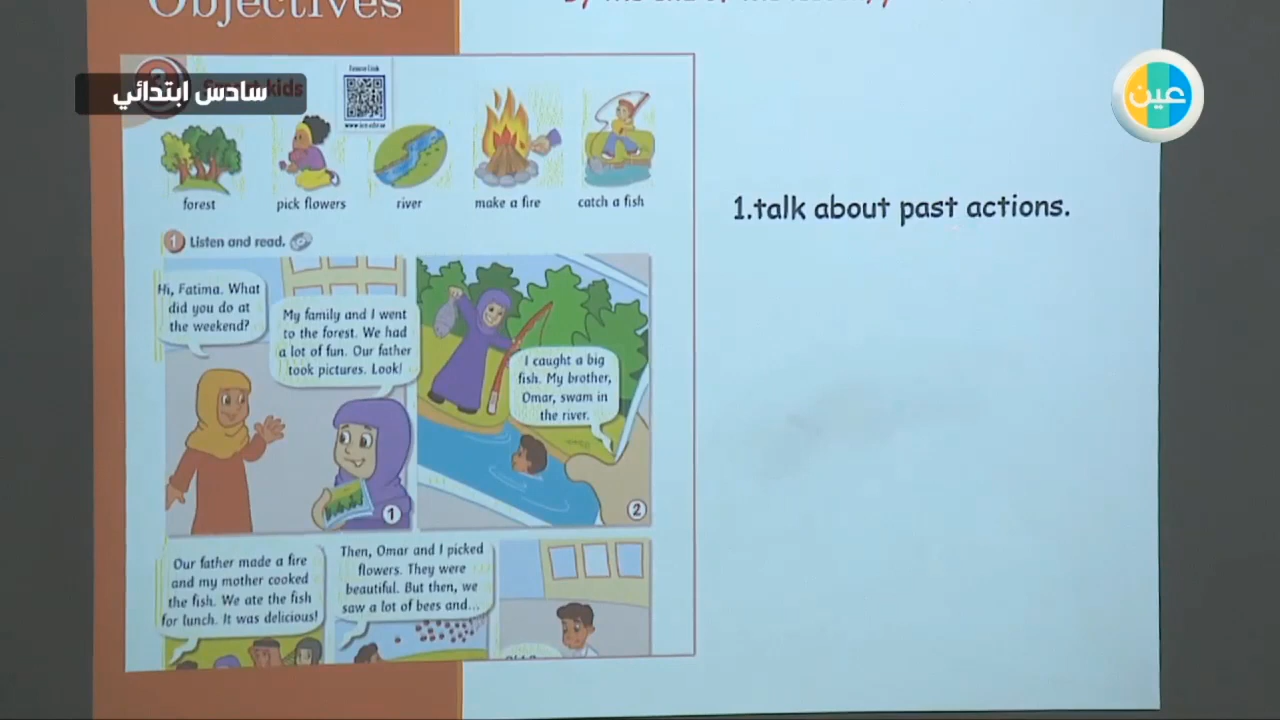 Objectives
سادس ابتدائي
عين
kids
Lesson Link
forest
pick flowers
river
make a fire
catch a fish
1 Listen and read.
Hi, Fatima. What
did you do at
the weekend?
My family and I went
to the forest. We had
a lot of fun. Our father
took pictures. Look!
1
I caught a big
fish. My brother,
Omar, swam in
the river.
2
Our father made a fire
and my mother cooked
the fish. We ate the fish
for lunch. It was delicious!
Then, Omar and I picked
flowers. They were
beautiful. But then, we
saw a lot of bees and...
1.talk about past actions.